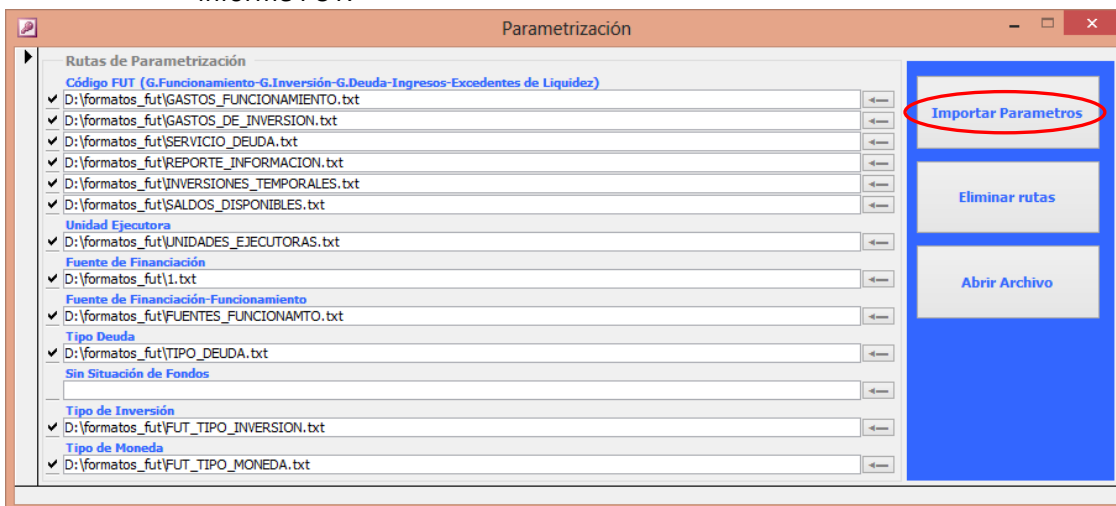 Parametrización
Rutas de Parametrización
Código FUT (G.Funcionamiento-G.Inversión-G.Deuda-Ingresos-Excedentes de Liquidez)
D:\formatos_fut\GASTOS_FUNCIONAMIENTO.txt
D:\formatos_fut\GASTOS_DE_INVERSION.txt
D:\formatos_fut\SERVICIO_DEUDA.txt
D:\formatos_fut\REPORTE_INFORMACION.txt
D:\formatos_fut\INVERSIONES_TEMPORALES.txt
D:\formatos_fut\SALDOS_DISPONIBLES.txt
Unidad Ejecutora
D:\formatos_fut\UNIDADES_EJECUTORAS.txt
Fuente de Financiación
D:\formatos_fut\1.txt
Fuente de Financiación-Funcionamiento
D:\formatos_fut\FUENTES_FUNCIONAMTO.txt
Tipo Deuda
D:\formatos_fut\TIPO_DEUDA.txt
Sin Situación de Fondos
Tipo de Inversión
D:\formatos_fut\FUT_TIPO_INVERSION.txt
Tipo de Moneda
D:\formatos_fut\FUT_TIPO_MONEDA.txt
Importar Parametros
Eliminar rutas
Abrir Archivo